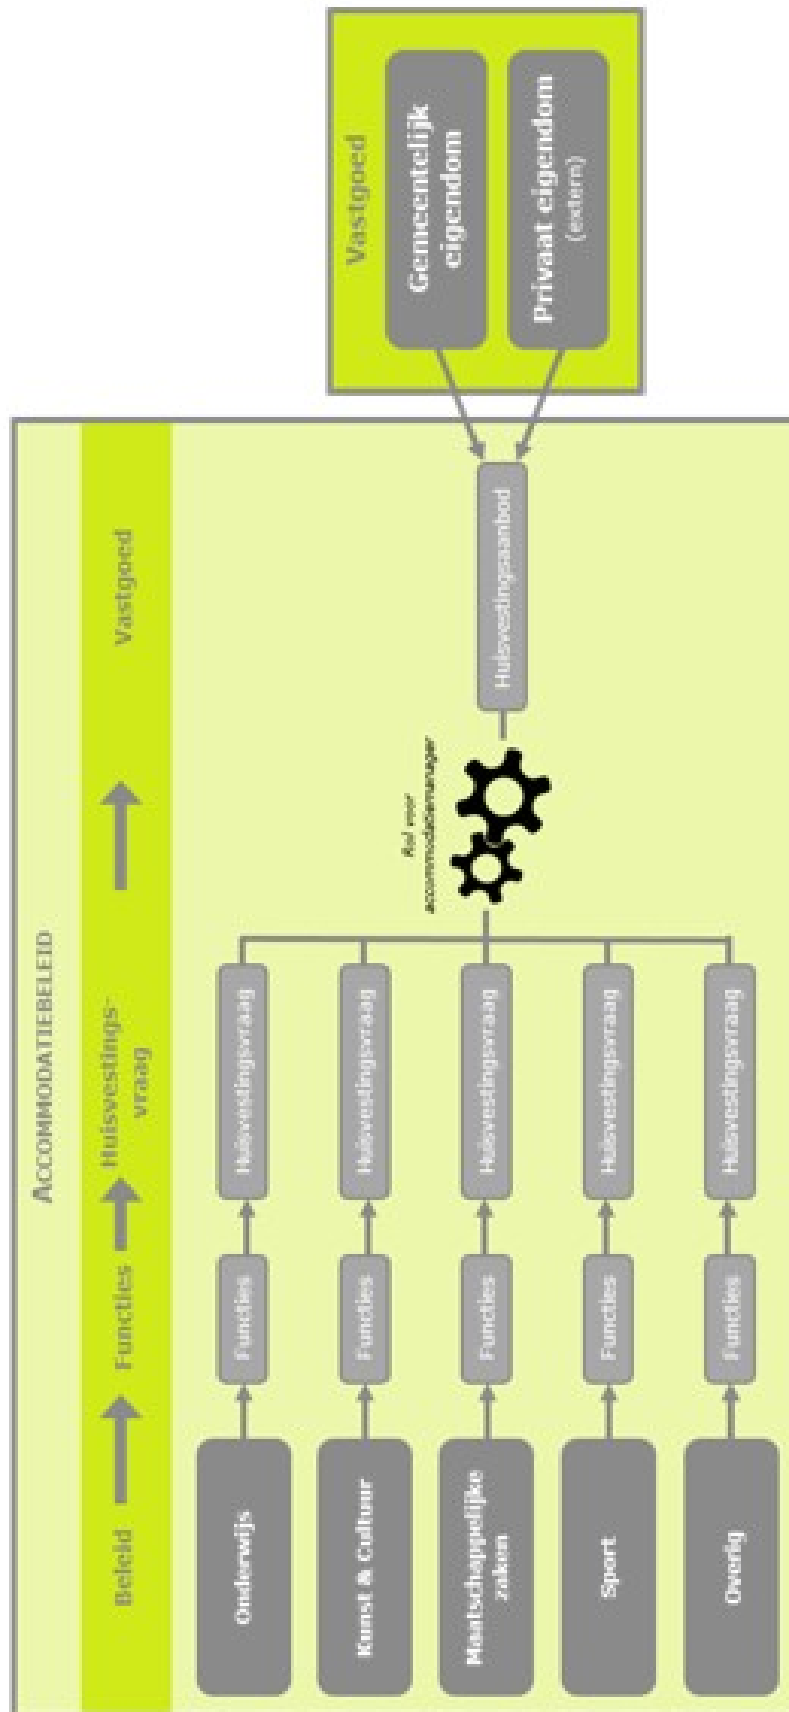 ACCOMMODATIEBELEID
Beleid
Functies
Huisvestings-
vraag
Vastgoed
Onderwijs
Functies
Huisvestingsvraag
Kunst & Cultuur
Functies
Huisvestingsvraag
Maatschappelijke
zaken
Functies
Huisvestingsvraag
Sport
Functies
Huisvestingsvraag
Overig
Functies
Huisvestingsvraag
Rol voor
accommodatiemanager
Huisvestingsaanbod
Vastgoed
Gemeentelijk
eigendom
Privaat eigendom
(extern)